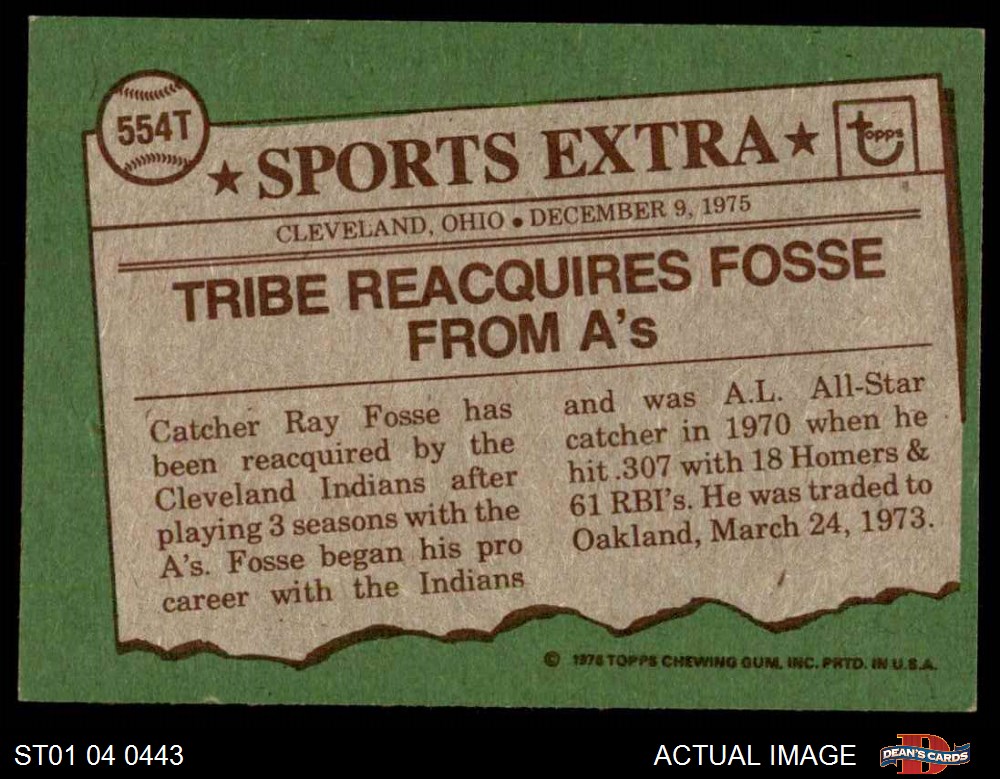 554T
★ SPORTS EXTRA ★
Topps
CLEVELAND, OHIO • DECEMBER 9, 1975
TRIBE REACQUIRES FOSSE
FROM A's
Catcher Ray Fosse has
been reacquired by the
Cleveland Indians after
playing 3 seasons with the
A's. Fosse began his pro
career with the Indians
and was A.L. All-Star
catcher in 1970 when he
hit .307 with 18 Homers &
61 RBI's. He was traded to
Oakland, March 24, 1973.
© 1976 TOPPS CHEWING GUM, INC. PRTD. IN U.S.A.
ST01 04 0443
ACTUAL IMAGE
DEAN'S CARDS